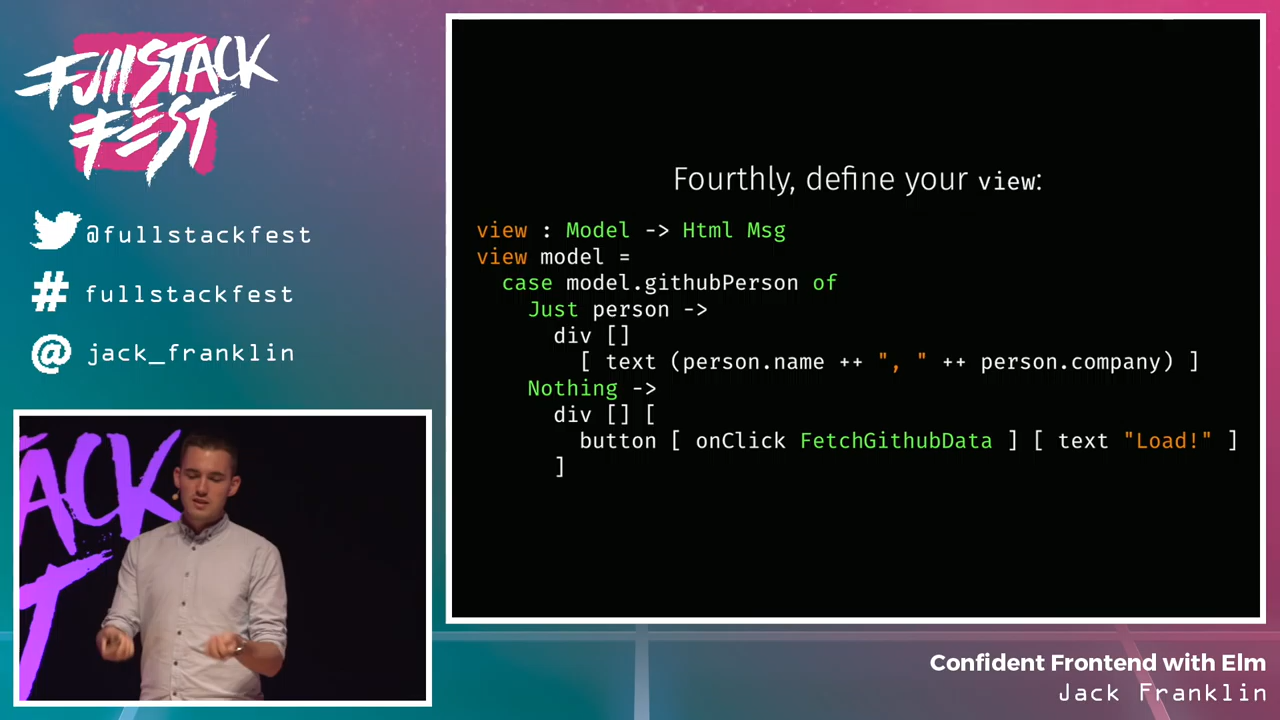 FullStack
Fest
@fullstackfest
# fullstackfest
@ jack_franklin
ACK
T
Fourthly, define your view:
view : Model -> Html Msg
view model =
  case model.githubPerson of
    Just person ->
      div []
        [ text (person.name ++ ", " ++ person.company) ]
    Nothing ->
      div [] [
        button [ onClick FetchGithubData ] [ text "Load!" ]
      ]
Confident Frontend with Elm
Jack Franklin